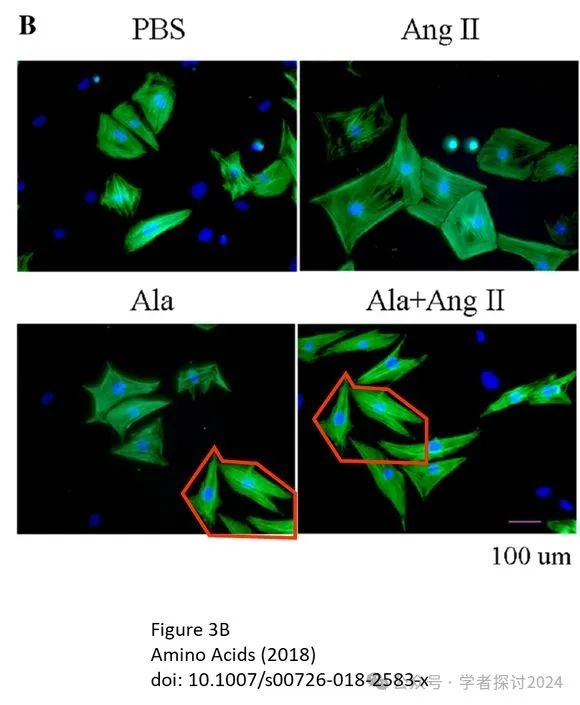 B
PBS
Ang II
Ala
Ala+Ang II
100 um
Figure 3B
Amino Acids (2018)
doi: 10.1007/s00726-018-2583-x
公众号 · 学者探讨2024